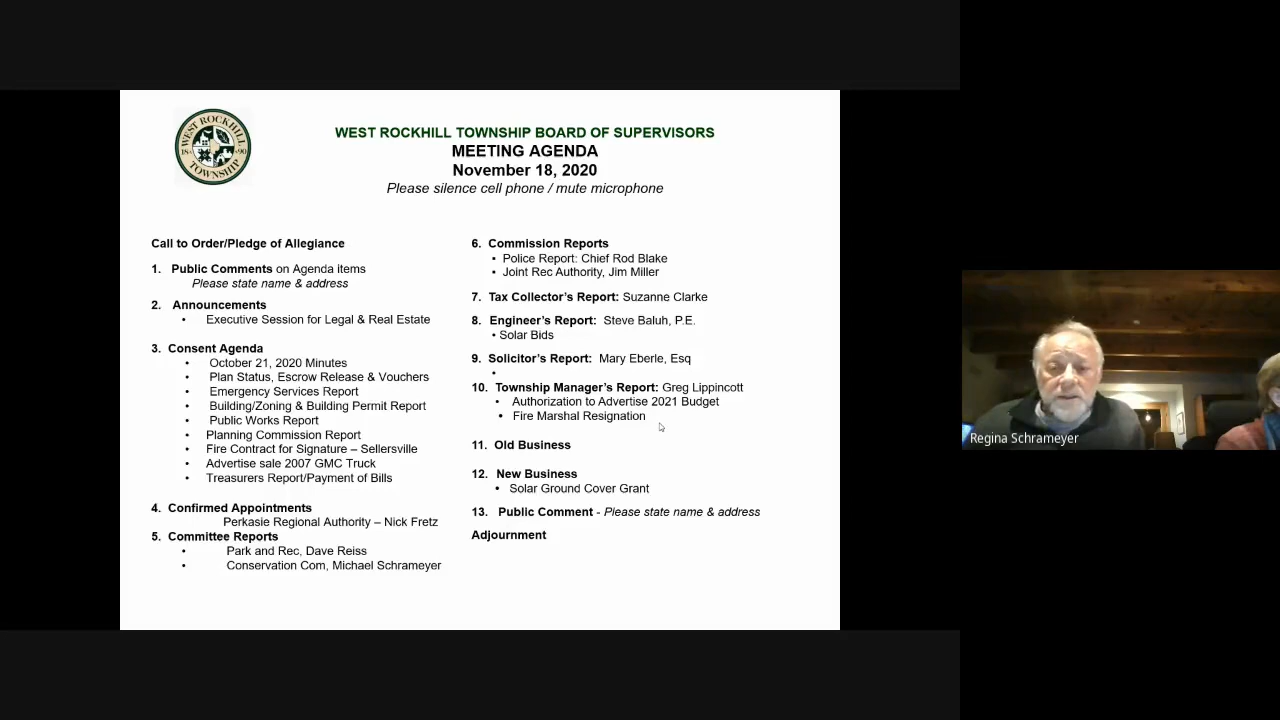 WEST ROCKHILL
18 90
TOWNSHIP
WEST ROCKHILL TOWNSHIP BOARD OF SUPERVISORS
MEETING AGENDA
November 18, 2020
Please silence cell phone / mute microphone
Call to Order/Pledge of Allegiance
1. Public Comments on Agenda items
Please state name & address
2. Announcements
• Executive Session for Legal & Real Estate
3. Consent Agenda
• October 21, 2020 Minutes
• Plan Status, Escrow Release & Vouchers
• Emergency Services Report
• Building/Zoning & Building Permit Report
• Public Works Report
• Planning Commission Report
• Fire Contract for Signature – Sellersville
• Advertise sale 2007 GMC Truck
• Treasurers Report/Payment of Bills
4. Confirmed Appointments
Perkasie Regional Authority – Nick Fretz
5. Committee Reports
• Park and Rec, Dave Reiss
• Conservation Com, Michael Schrameyer
6. Commission Reports
• Police Report: Chief Rod Blake
• Joint Rec Authority, Jim Miller
7. Tax Collector's Report: Suzanne Clarke
8. Engineer's Report: Steve Baluh, P.E.
• Solar Bids
9. Solicitor's Report: Mary Eberle, Esq
•
10. Township Manager's Report: Greg Lippincott
• Authorization to Advertise 2021 Budget
• Fire Marshal Resignation
11. Old Business
12. New Business
• Solar Ground Cover Grant
13. Public Comment - Please state name & address
Adjournment
Regina Schrameyer